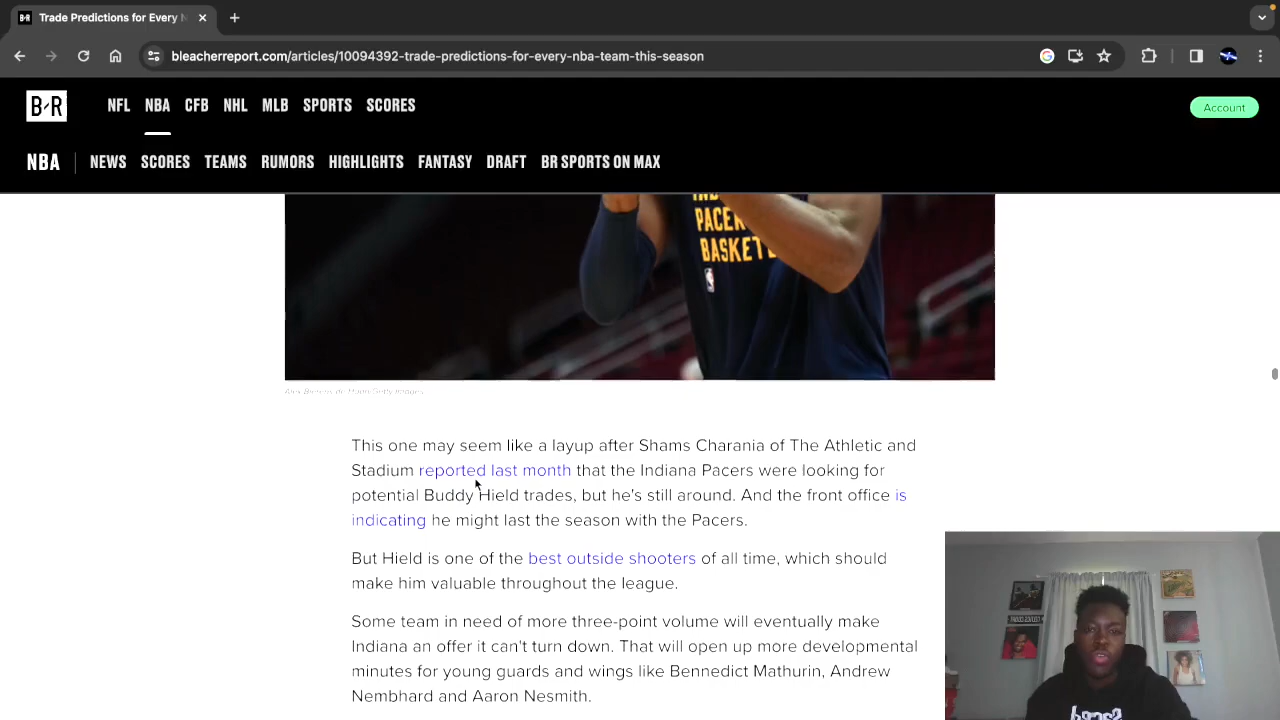 B/R Trade Predictions for Every N
bleacherreport.com/articles/10094392-trade-predictions-for-every-nba-team-this-season
B/R NFL NBA CFB NHL MLB SPORTS SCORES
Account
NBA NEWS SCORES TEAMS RUMORS HIGHLIGHTS FANTASY DRAFT BR SPORTS ON MAX
PACER
BASKET
This one may seem like a layup after Shams Charania of The Athletic and
Stadium reported last month that the Indiana Pacers were looking for
potential Buddy Hield trades, but he's still around. And the front office is
indicating he might last the season with the Pacers.
But Hield is one of the best outside shooters of all time, which should
make him valuable throughout the league.
Some team in need of more three-point volume will eventually make
Indiana an offer it can't turn down. That will open up more developmental
minutes for young guards and wings like Bennedict Mathurin, Andrew
Nembhard and Aaron Nesmith.